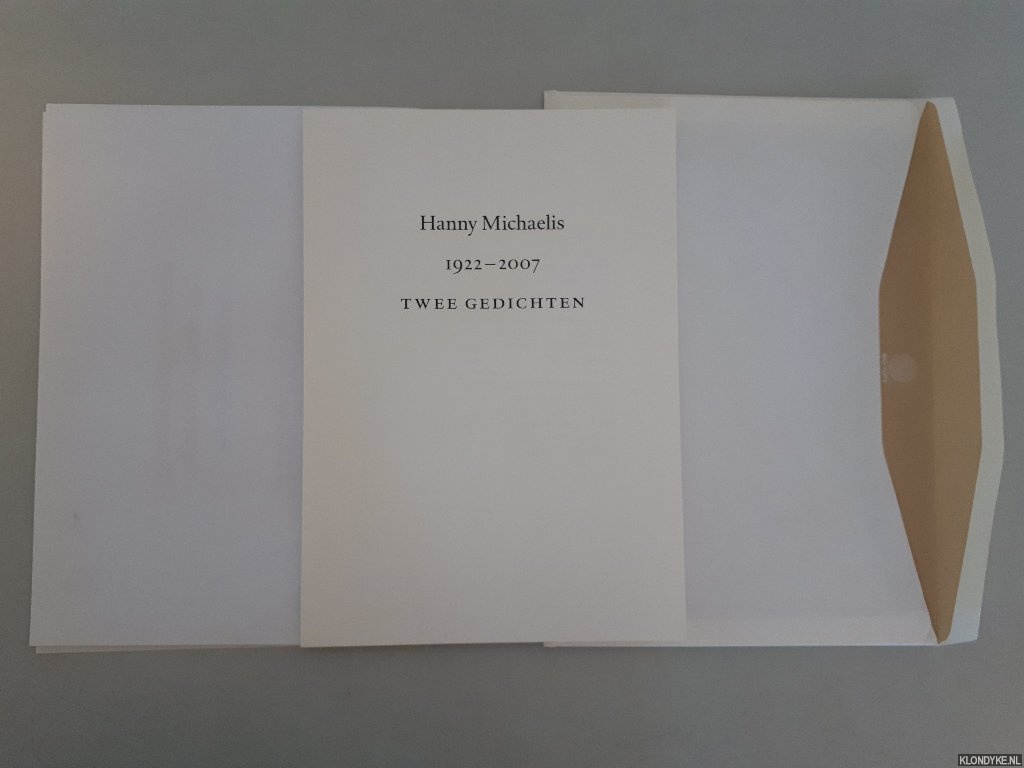 Hanny Michaelis
1922–2007
TWEE GEDICHTEN
KLONDYKE.NL